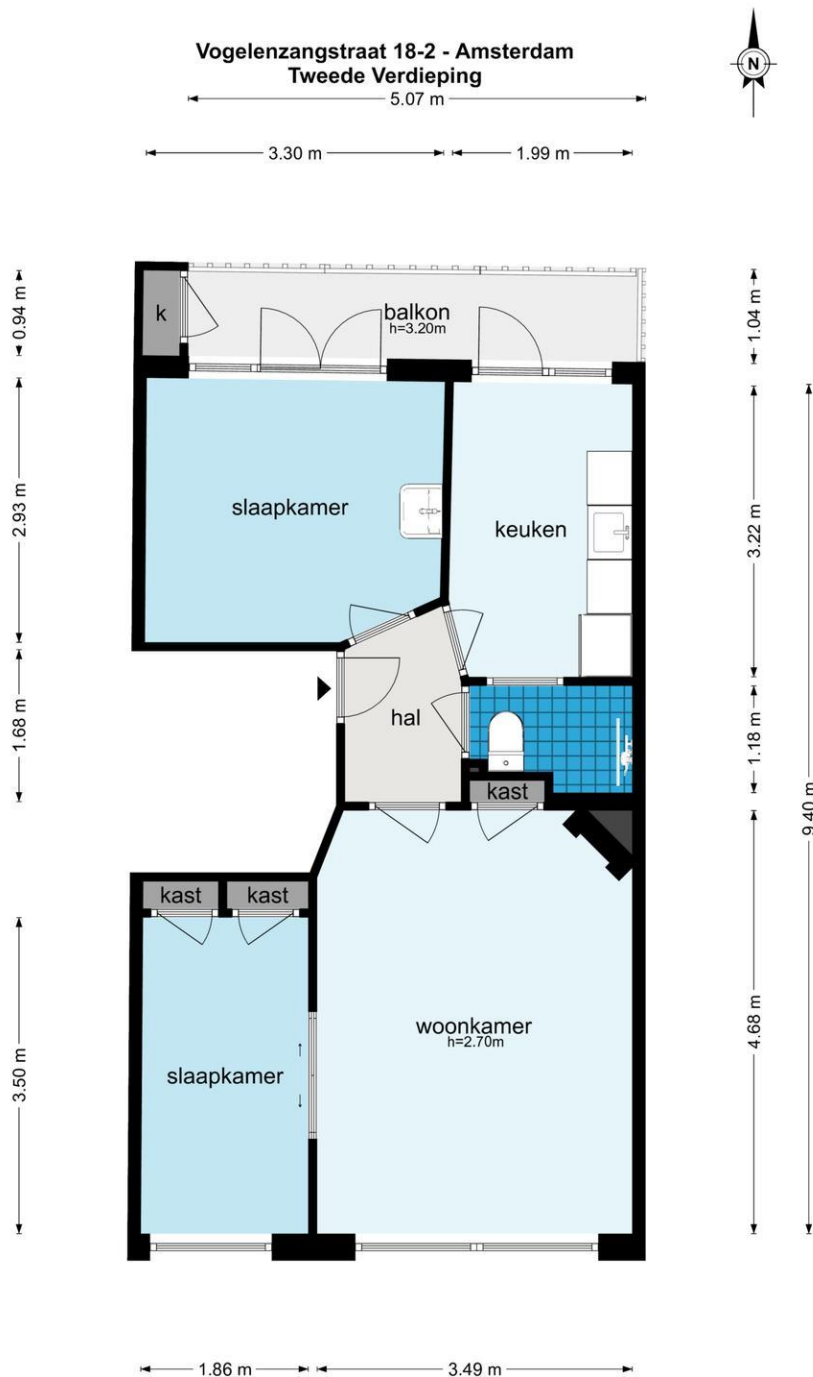 Vogelenzangstraat 18-2 - Amsterdam
Tweede Verdieping
N
5.07 m
3.30 m
1.99 m
0.94 m
k
balkon
h=3.20m
1.04 m
2.93 m
slaapkamer
keuken
3.22 m
1.68 m
hal
1.18 m
kast
9.40 m
kast
kast
3.50 m
slaapkamer
woonkamer
h=2.70m
4.68 m
1.86 m
3.49 m